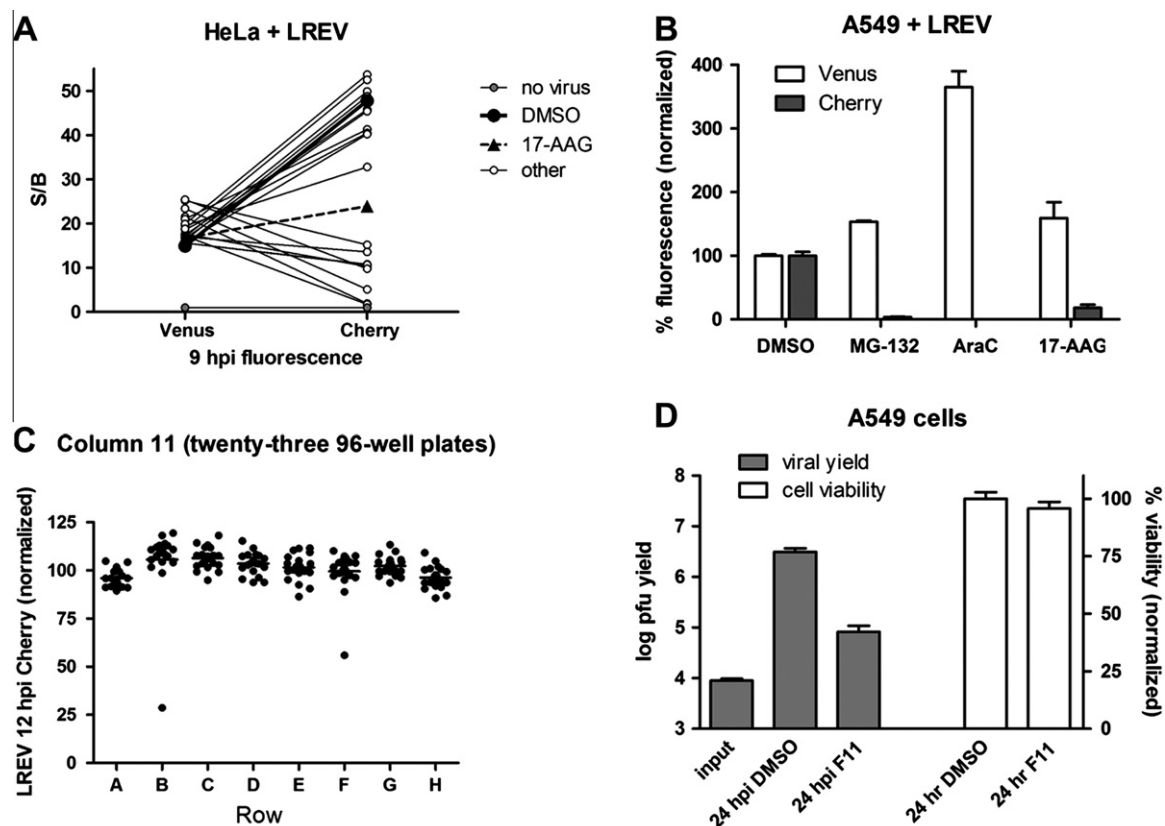 A
HeLa + LREV
S/B
50
40
30
20
10
0
Venus
Cherry
9 hpi fluorescence
no virus
DMSO
17-AAG
other
B
A549 + LREV
% fluorescence (normalized)
400
300
200
100
0
Venus
Cherry
DMSO
MG-132
AraC
17-AAG
C
Column 11 (twenty-three 96-well plates)
LREV 12 hpi Cherry (normalized)
125
100
75
50
25
0
A
B
C
D
E
F
G
H
Row
D
A549 cells
log pfu yield
8
7
6
5
4
3
viral yield
cell viability
100
75
50
25
0
% viability
(normalized)
input
24 hpi DMSO
24 hpi F11
24 hr DMSO
24 hr F11